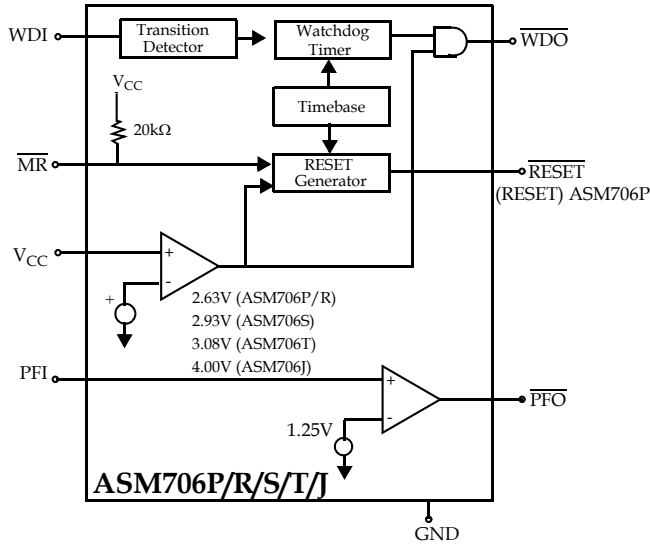 WDI
Transition
Detector
Watchdog
Timer
WDO
VCC
Timebase
20kΩ
MR
RESET
Generator
RESET
(RESET) ASM706P
VCC
+
-
+
2.63V (ASM706P/R)
2.93V (ASM706S)
3.08V (ASM706T)
4.00V (ASM706J)
PFI
+
-
PFO
1.25V
ASM706P/R/S/T/J
GND